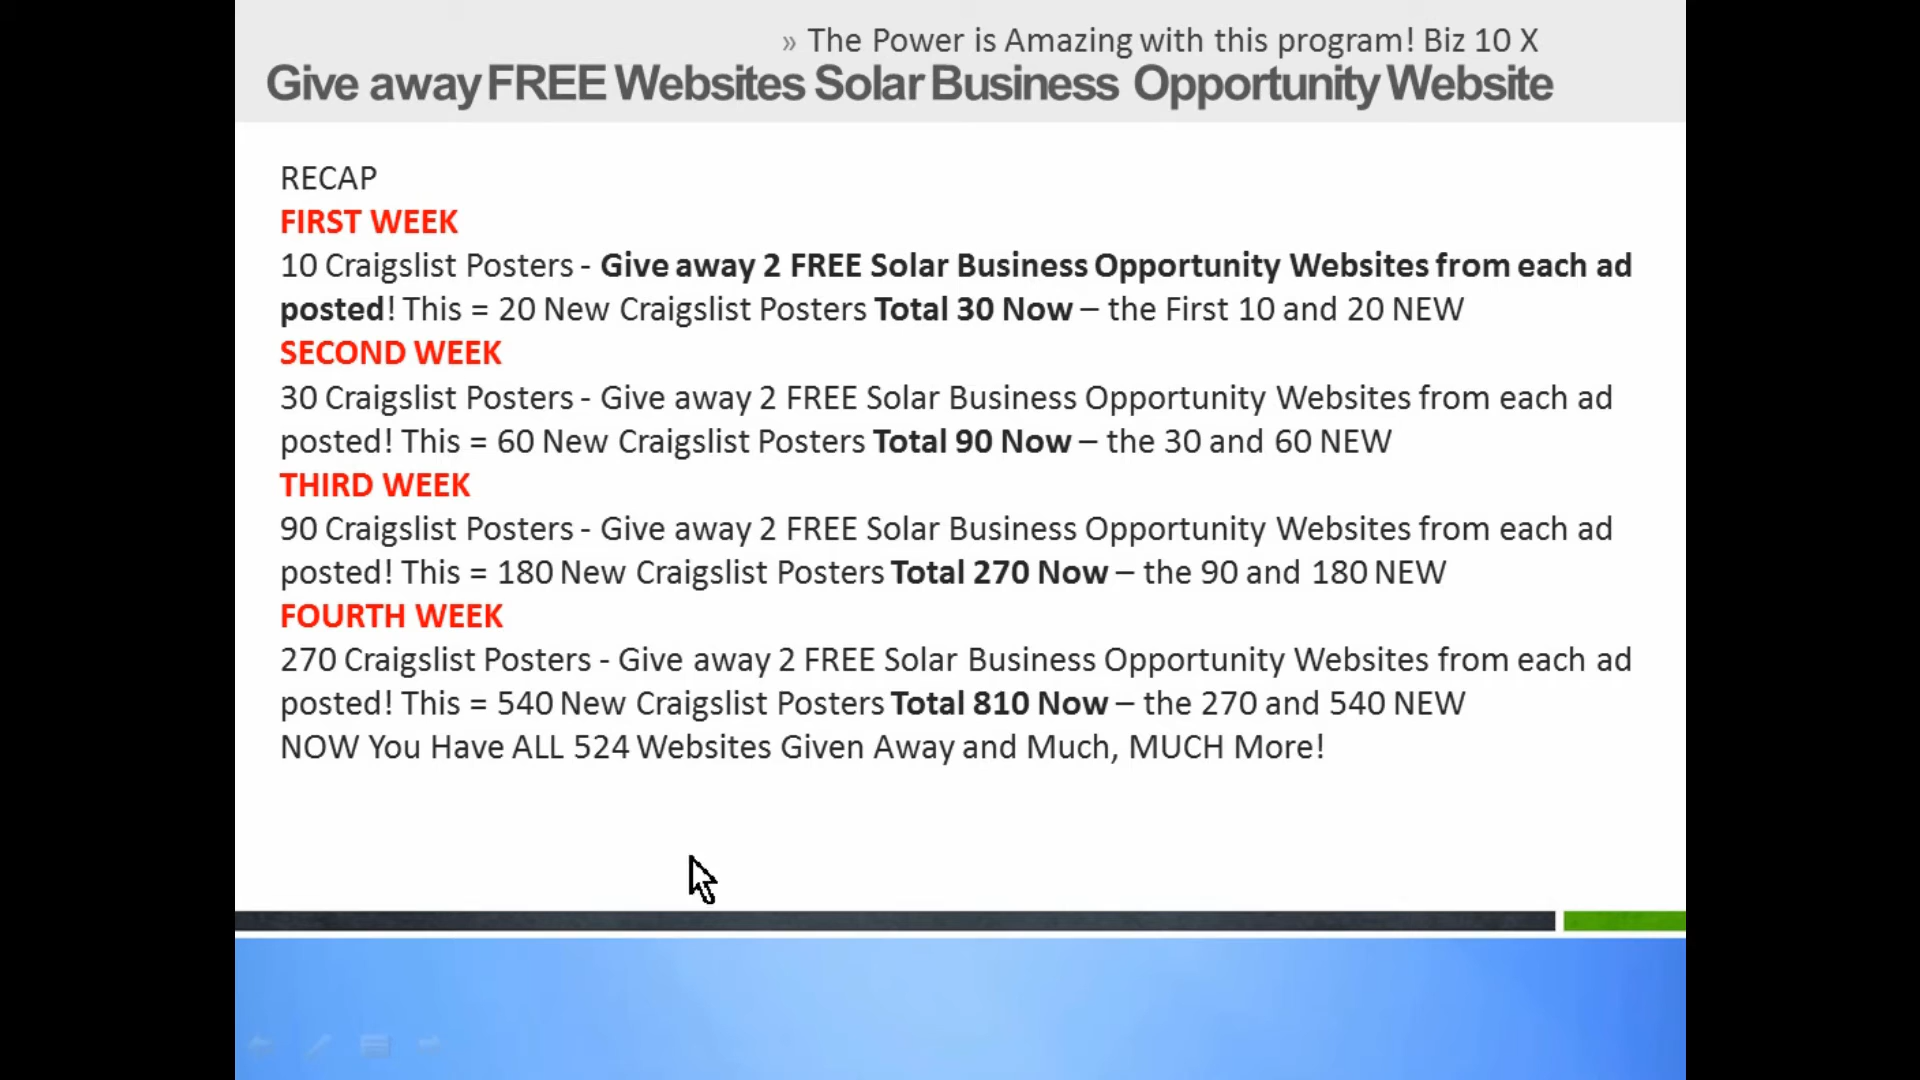 » The Power is Amazing with this program! Biz 10 X
Give away FREE Websites Solar Business Opportunity Website
RECAP
FIRST WEEK
10 Craigslist Posters - Give away 2 FREE Solar Business Opportunity Websites from each ad
posted! This = 20 New Craigslist Posters Total 30 Now – the First 10 and 20 NEW
SECOND WEEK
30 Craigslist Posters - Give away 2 FREE Solar Business Opportunity Websites from each ad
posted! This = 60 New Craigslist Posters Total 90 Now – the 30 and 60 NEW
THIRD WEEK
90 Craigslist Posters - Give away 2 FREE Solar Business Opportunity Websites from each ad
posted! This = 180 New Craigslist Posters Total 270 Now – the 90 and 180 NEW
FOURTH WEEK
270 Craigslist Posters - Give away 2 FREE Solar Business Opportunity Websites from each ad
posted! This = 540 New Craigslist Posters Total 810 Now – the 270 and 540 NEW
NOW You Have ALL 524 Websites Given Away and Much, MUCH More!